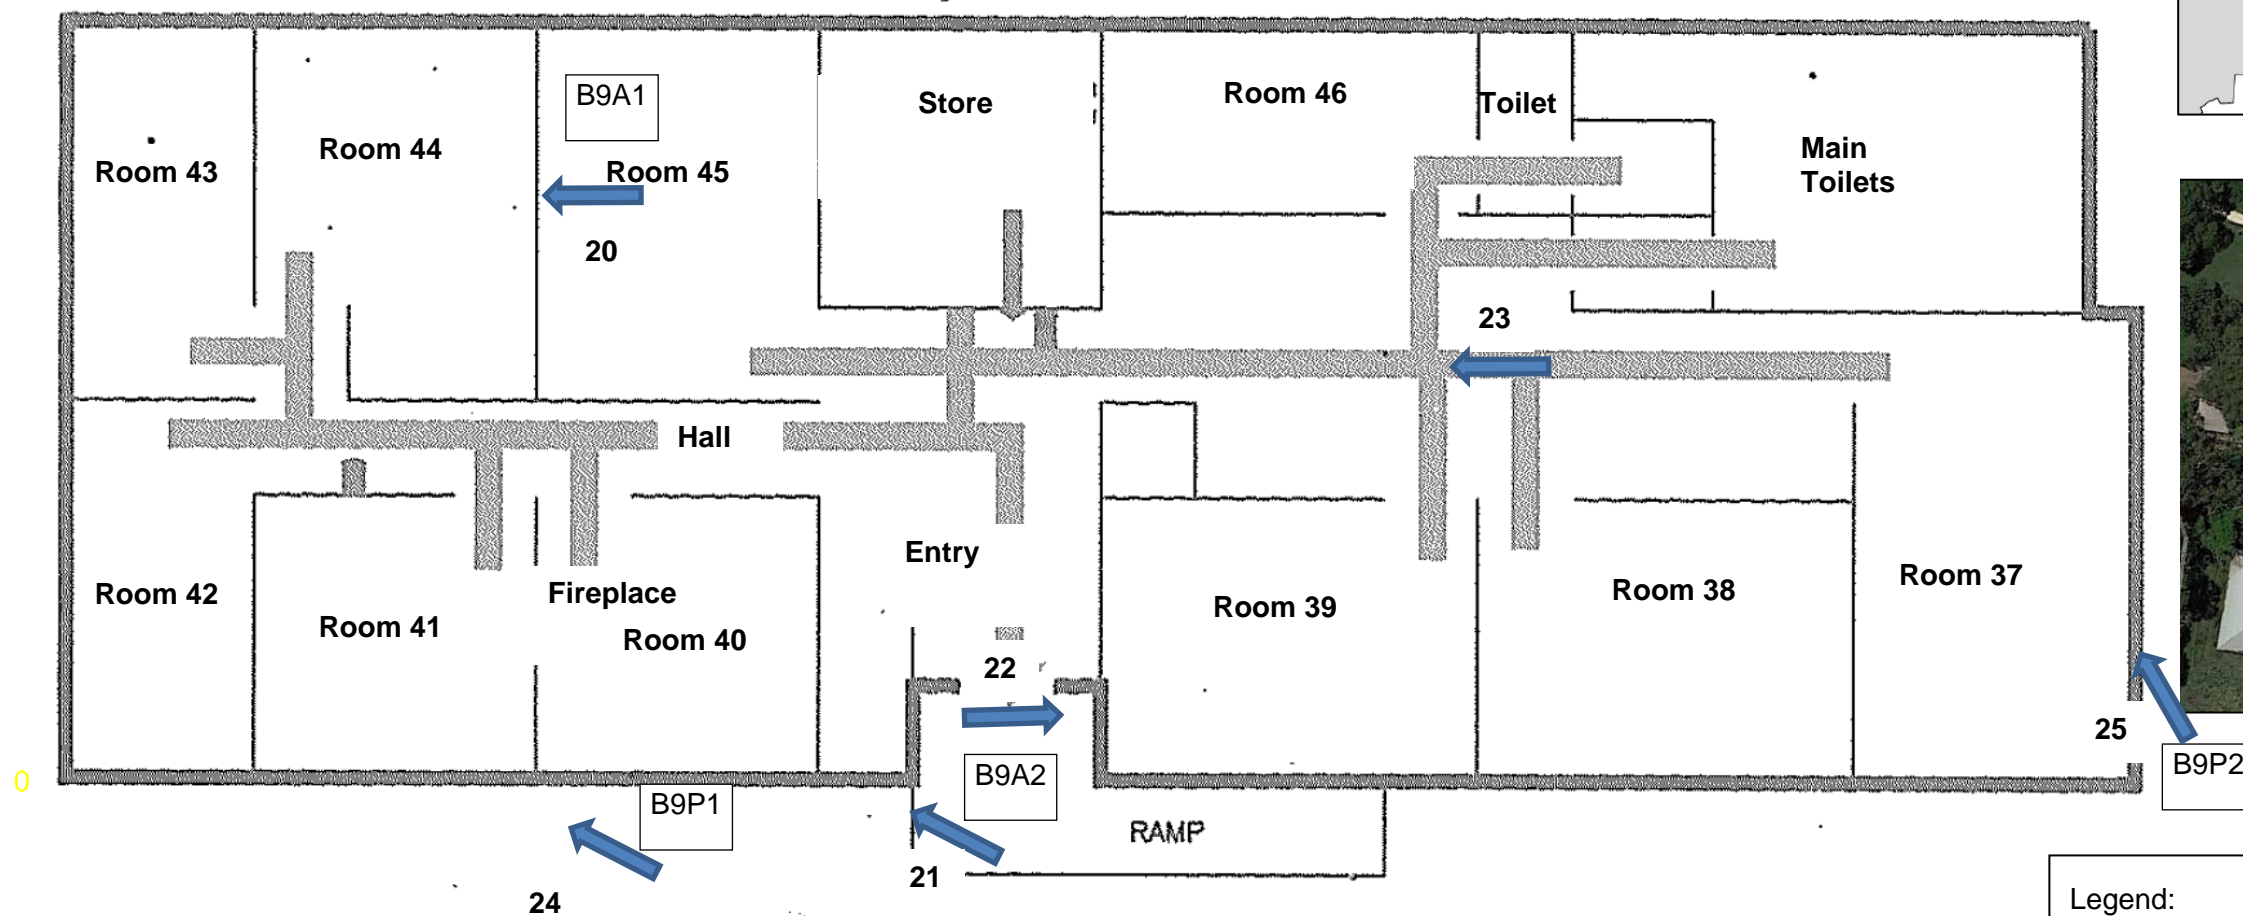 B9A1
Store
Room 46
Toilet
Main
Toilets
Room 43
Room 44
Room 45
20
23
Hall
Entry
Room 42
Room 41
Fireplace
Room 40
Room 39
Room 38
Room 37
22
25
0
B9P1
B9A2
B9P2
RAMP
21
24
Legend: